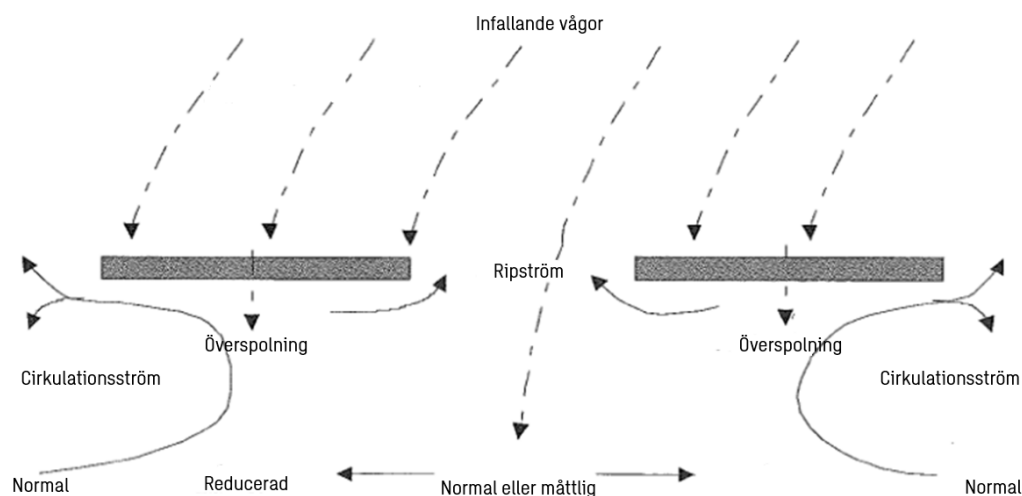 Infallande vågor
Ripström
Överspolning
Överspolning
Cirkulationsström
Cirkulationsström
Normal
Reducerad
Normal eller måttlig
Normal